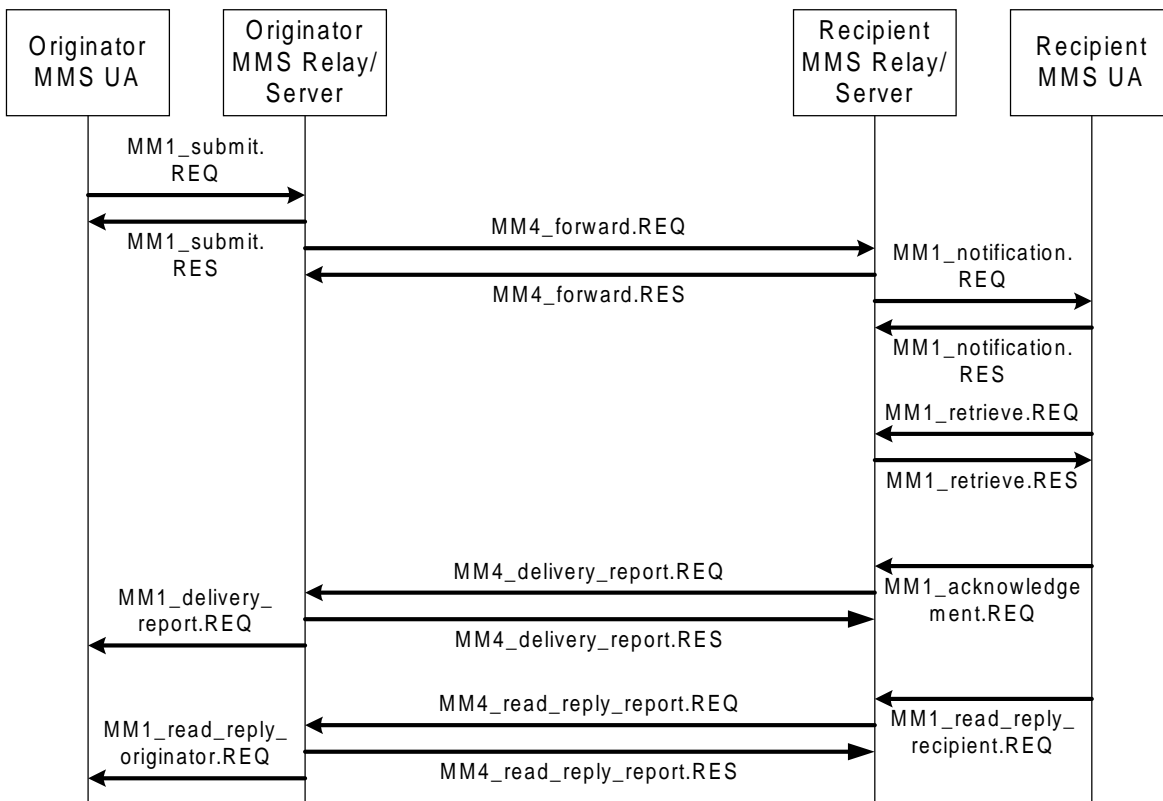 Originator
MMS UA
Originator
MMS Relay/
Server
Recipient
MMS Relay/
Server
Recipient
MMS UA
MM1_submit.
REQ
MM1_submit.
RES
MM4_forward.REQ
MM4_forward.RES
MM1_notification.
REQ
MM1_notification.
RES
MM1_retrieve.REQ
MM1_retrieve.RES
MM1_acknowledge
ment.REQ
MM4_delivery_report.REQ
MM4_delivery_report.RES
MM1_delivery_
report.REQ
MM1_read_reply_
recipient.REQ
MM4_read_reply_report.REQ
MM4_read_reply_report.RES
MM1_read_reply_
originator.REQ